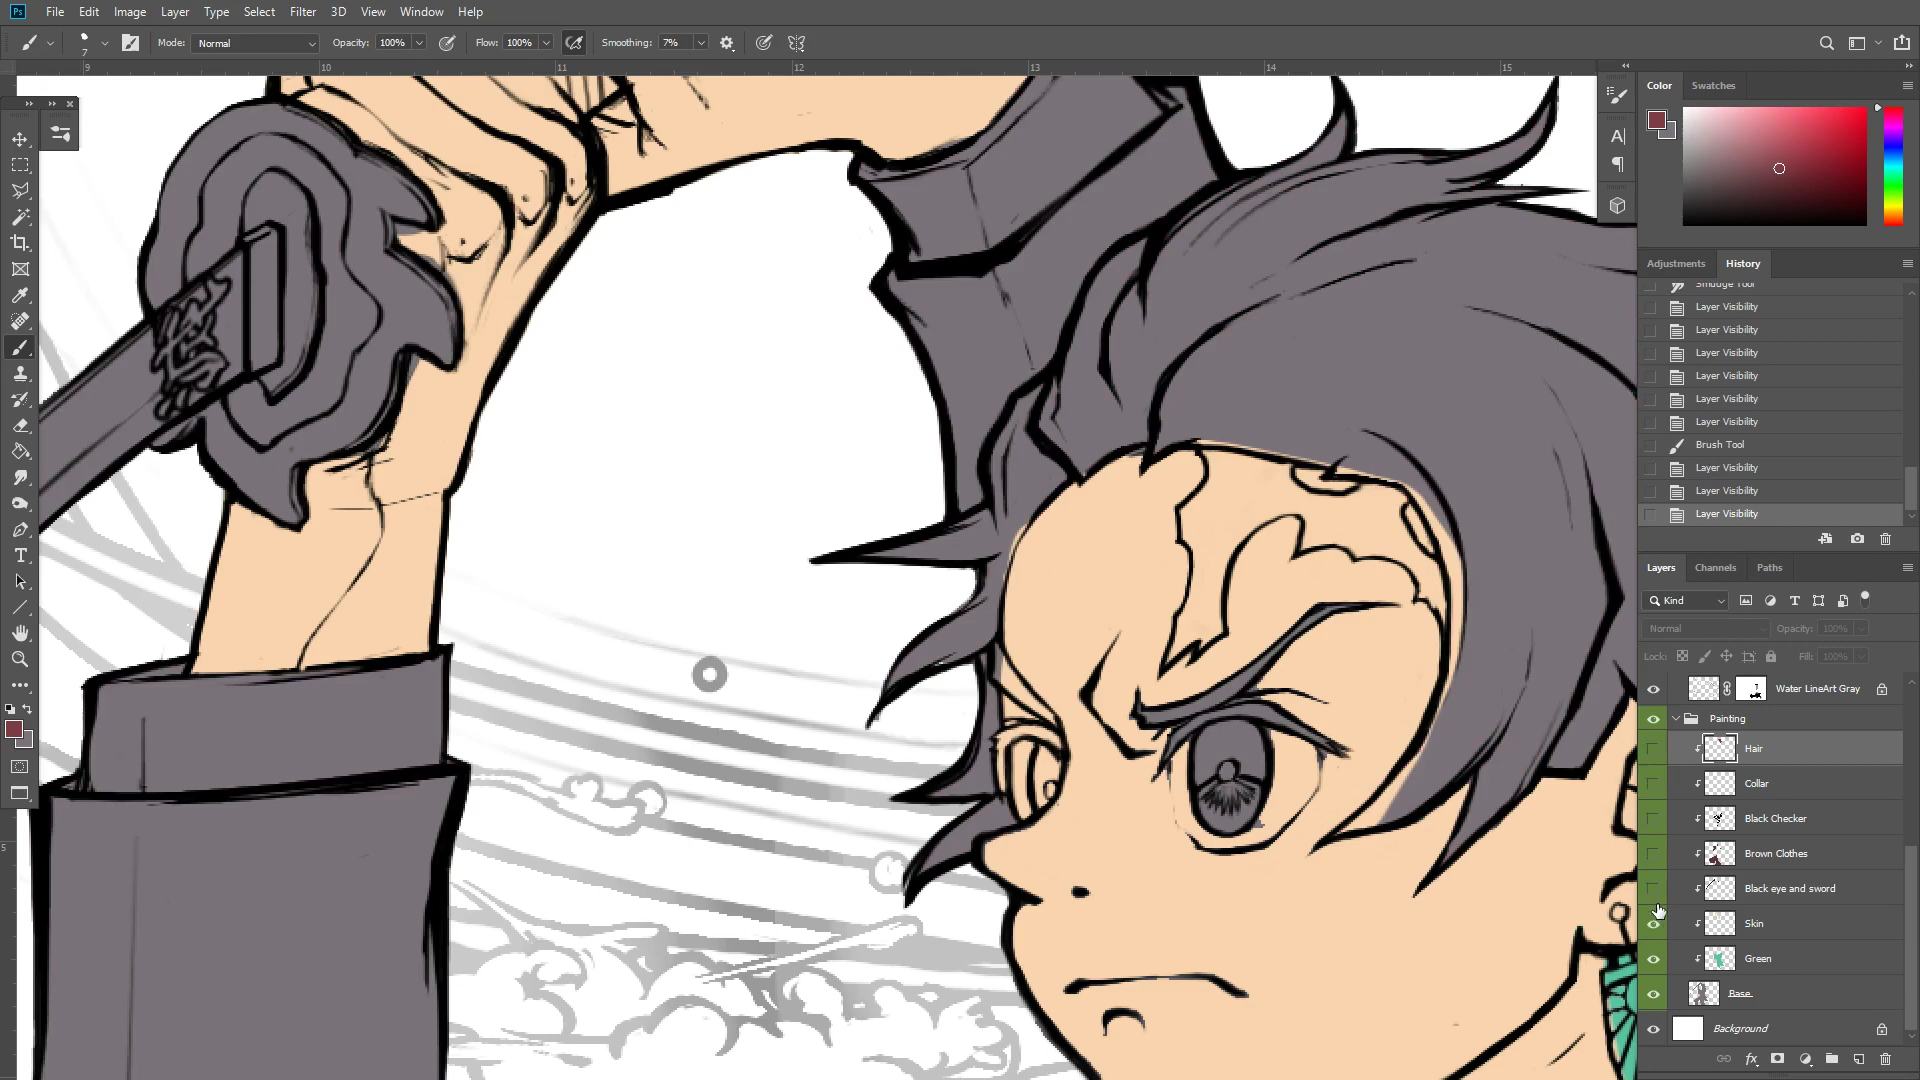 Ps File Edit Image Layer Type Select Filter 3D View Window Help
7 Mode: Normal Opacity: 100% Flow: 100% Smoothing: 7%
9 10 11 12 13 14 15
5
Color Swatches
Adjustments History
Smudge Tool
Layer Visibility
Layer Visibility
Layer Visibility
Layer Visibility
Layer Visibility
Layer Visibility
Brush Tool
Layer Visibility
Layer Visibility
Layer Visibility
Layers Channels Paths
Kind
Normal Opacity: 100%
Lock: Fill: 100%
Water LineArt Gray
Painting
Hair
Collar
Black Checker
Brown Clothes
Black eye and sword
Skin
Green
Base
Background